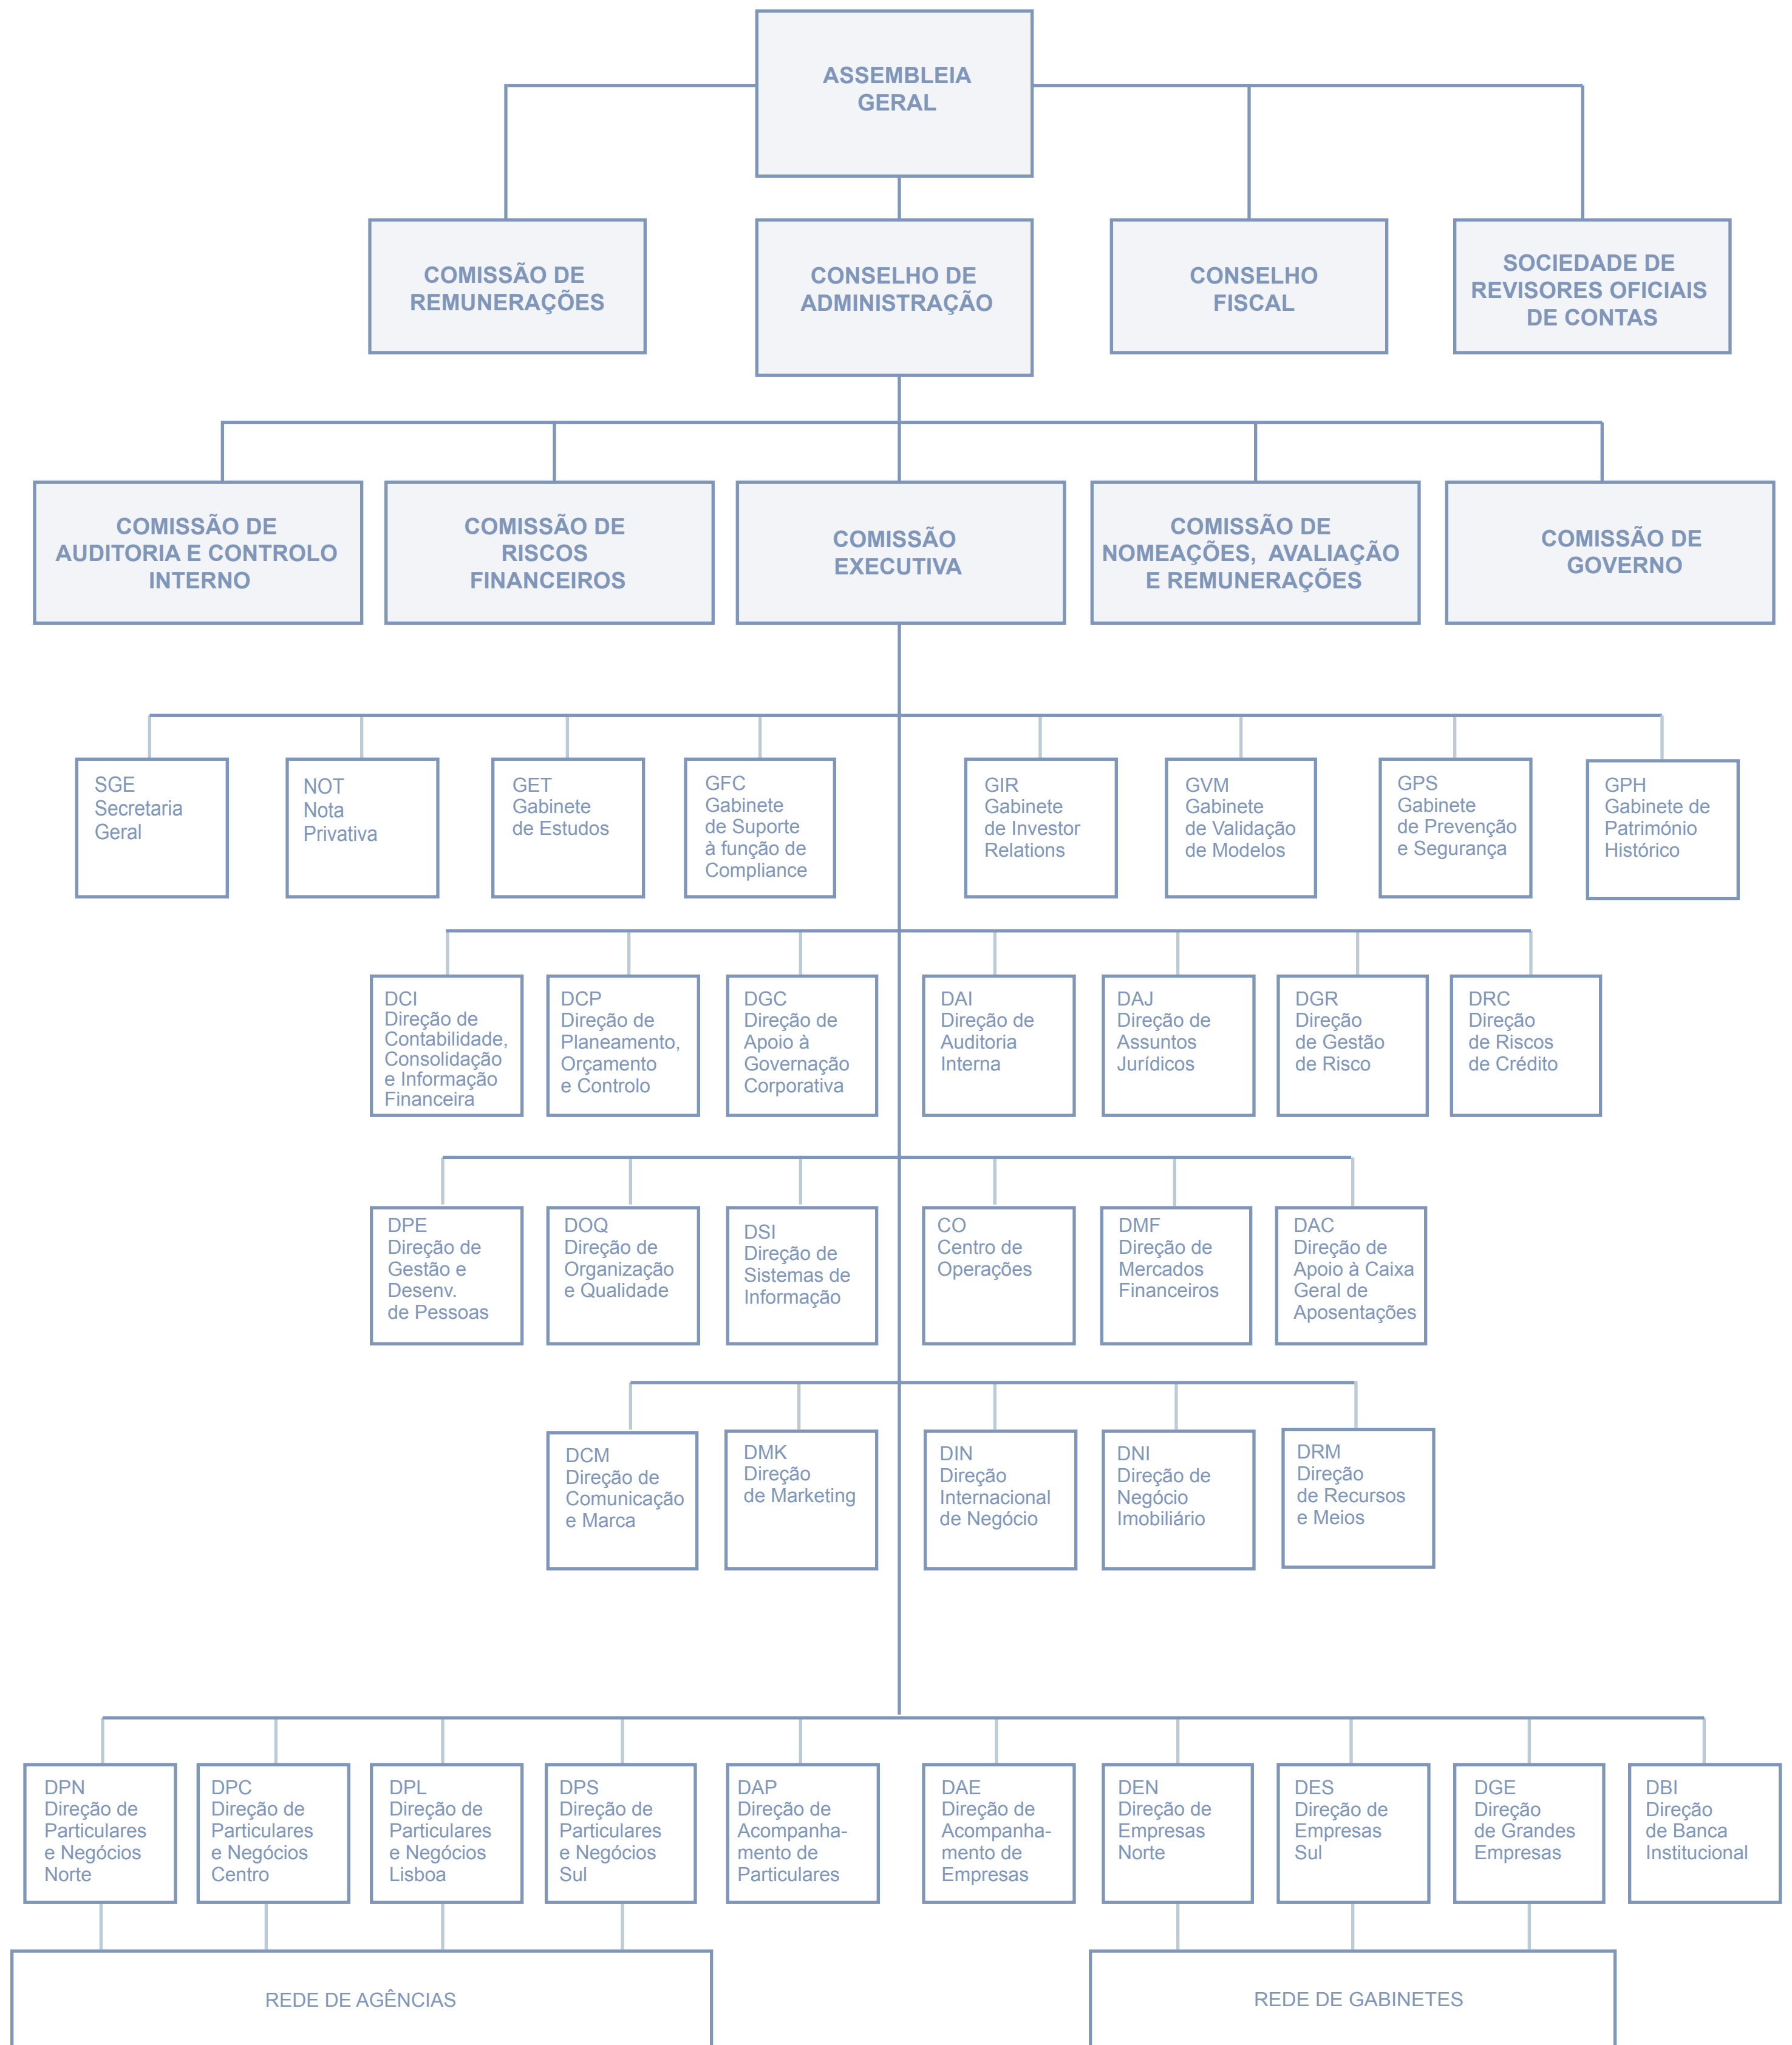 ASSEMBLEIA
GERAL
COMISSÃO DE
REMUNERAÇÕES
CONSELHO DE
ADMINISTRAÇÃO
CONSELHO
FISCAL
SOCIEDADE DE
REVISORES OFICIAIS
DE CONTAS
COMISSÃO DE
AUDITORIA E CONTROLO
INTERNO
COMISSÃO DE
RISCOS
FINANCEIROS
COMISSÃO
EXECUTIVA
COMISSÃO DE
NOMEAÇÕES, AVALIAÇÃO
E REMUNERAÇÕES
COMISSÃO DE
GOVERNO
SGE
Secretaria
Geral
NOT
Nota
Privativa
GET
Gabinete
de Estudos
GFC
Gabinete
de Suporte
à função de
Compliance
GIR
Gabinete
de Investor
Relations
GVM
Gabinete
de Validação
de Modelos
GPS
Gabinete
de Prevenção
e Segurança
GPH
Gabinete de
Património
Histórico
DCI
Direção de
Contabilidade,
Consolidação
e Informação
Financeira
DCP
Direção de
Planeamento,
Orçamento
e Controlo
DGC
Direção de
Apoio à
Governação
Corporativa
DAI
Direção de
Auditoria
Interna
DAJ
Direção de
Assuntos
Jurídicos
DGR
Direção
de Gestão
de Risco
DRC
Direção
de Riscos
de Crédito
DPE
Direção de
Gestão e
Desenv.
de Pessoas
DOQ
Direção de
Organização
e Qualidade
DSI
Direção de
Sistemas de
Informação
CO
Centro de
Operações
DMF
Direção de
Mercados
Financeiros
DAC
Direção de
Apoio à Caixa
Geral de
Aposentações
DCM
Direção de
Comunicação
e Marca
DMK
Direção
de Marketing
DIN
Direção
Internacional
de Negócio
DNI
Direção de
Negócio
Imobiliário
DRM
Direção
de Recursos
e Meios
DPN
Direção de
Particulares
e Negócios
Norte
DPC
Direção de
Particulares
e Negócios
Centro
DPL
Direção de
Particulares
e Negócios
Lisboa
DPS
Direção de
Particulares
e Negócios
Sul
DAP
Direção de
Acompanha-
mento de
Particulares
DAE
Direção de
Acompanha-
mento de
Empresas
DEN
Direção de
Empresas
Norte
DES
Direção de
Empresas
Sul
DGE
Direção
de Grandes
Empresas
DBI
Direção
de Banca
Institucional
REDE DE AGÊNCIAS
REDE DE GABINETES